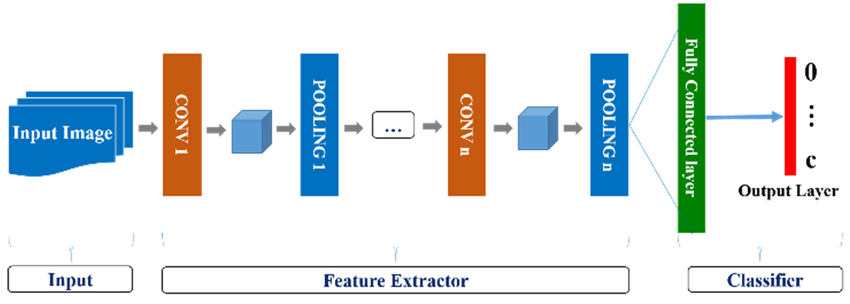 Input Image
CONV 1
POOLING 1
...
CONV n
POOLING n
Fully Connected layer
0
⋮
c
Output Layer
Input
Feature Extractor
Classifier